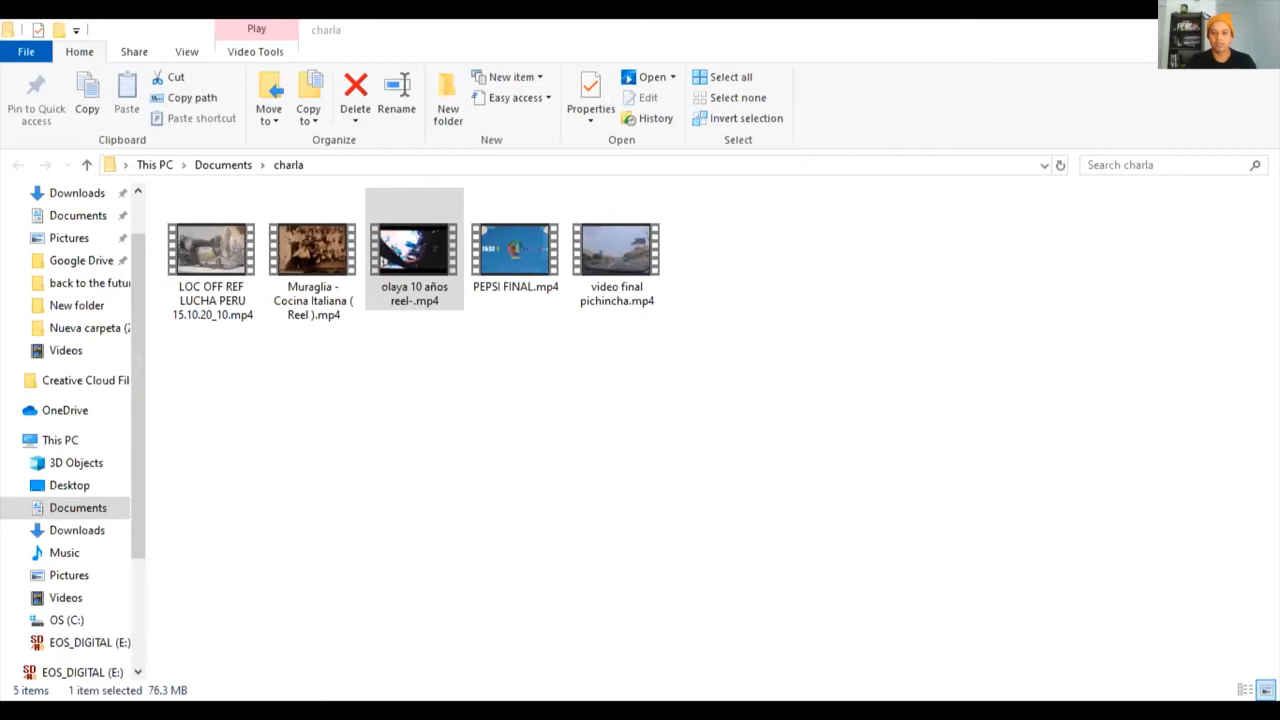 Play
charla
File
Home
Share
View
Video Tools
Pin to Quick
access
Copy
Paste
Cut
Copy path
Paste shortcut
Clipboard
Move
to
Copy
to
Delete
Rename
Organize
New
folder
New item
Easy access
New
Properties
Open
Edit
History
Open
Select all
Select none
Invert selection
Select
This PC
Documents
charla
Search charla
Downloads
Documents
Pictures
Google Drive
back to the futu
New folder
Nueva carpeta (2
Videos
Creative Cloud Fil
OneDrive
This PC
3D Objects
Desktop
Documents
Downloads
Music
Pictures
Videos
OS (C:)
EOS_DIGITAL (E:)
EOS_DIGITAL (E:)
LOC OFF REF
LUCHA PERU
15.10.20_10.mp4
Muraglia -
Cocina Italiana (
Reel ).mp4
olaya 10 años
reel-.mp4
PEPSI FINAL.mp4
video final
pichincha.mp4
5 items
1 item selected
76.3 MB